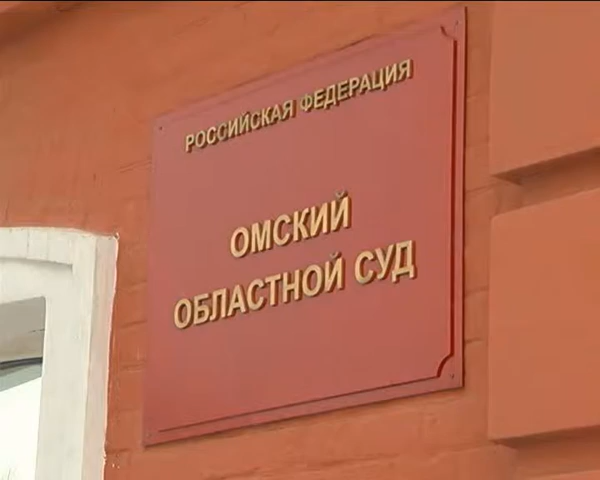 РОССИЙСКАЯ ФЕДЕРАЦИЯ
ОМСКИЙ
ОБЛАСТНОЙ СУД